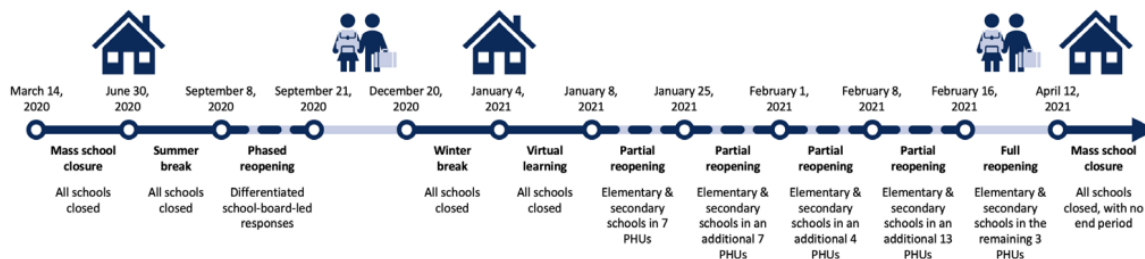 March 14,
2020
June 30,
2020
September 8,
2020
September 21,
2020
December 20,
2020
January 4,
2021
January 8,
2021
January 25,
2021
February 1,
2021
February 8,
2021
February 16,
2021
April 12,
2021
Mass school
closure
All schools
closed
Summer
break
All schools
closed
Phased
reopening
Differentiated
school-board-led
responses
Winter
break
All schools
closed
Virtual
learning
All schools
closed
Partial
reopening
Elementary &
secondary
schools in 7
PHUs
Partial
reopening
Elementary &
secondary
schools in an
additional 7
PHUs
Partial
reopening
Elementary &
secondary
schools in an
additional 4
PHUs
Partial
reopening
Elementary &
secondary
schools in an
additional 13
PHUs
Full
reopening
Elementary &
secondary
schools in the
remaining 3
PHUs
Mass school
closure
All schools
closed, with no
end period